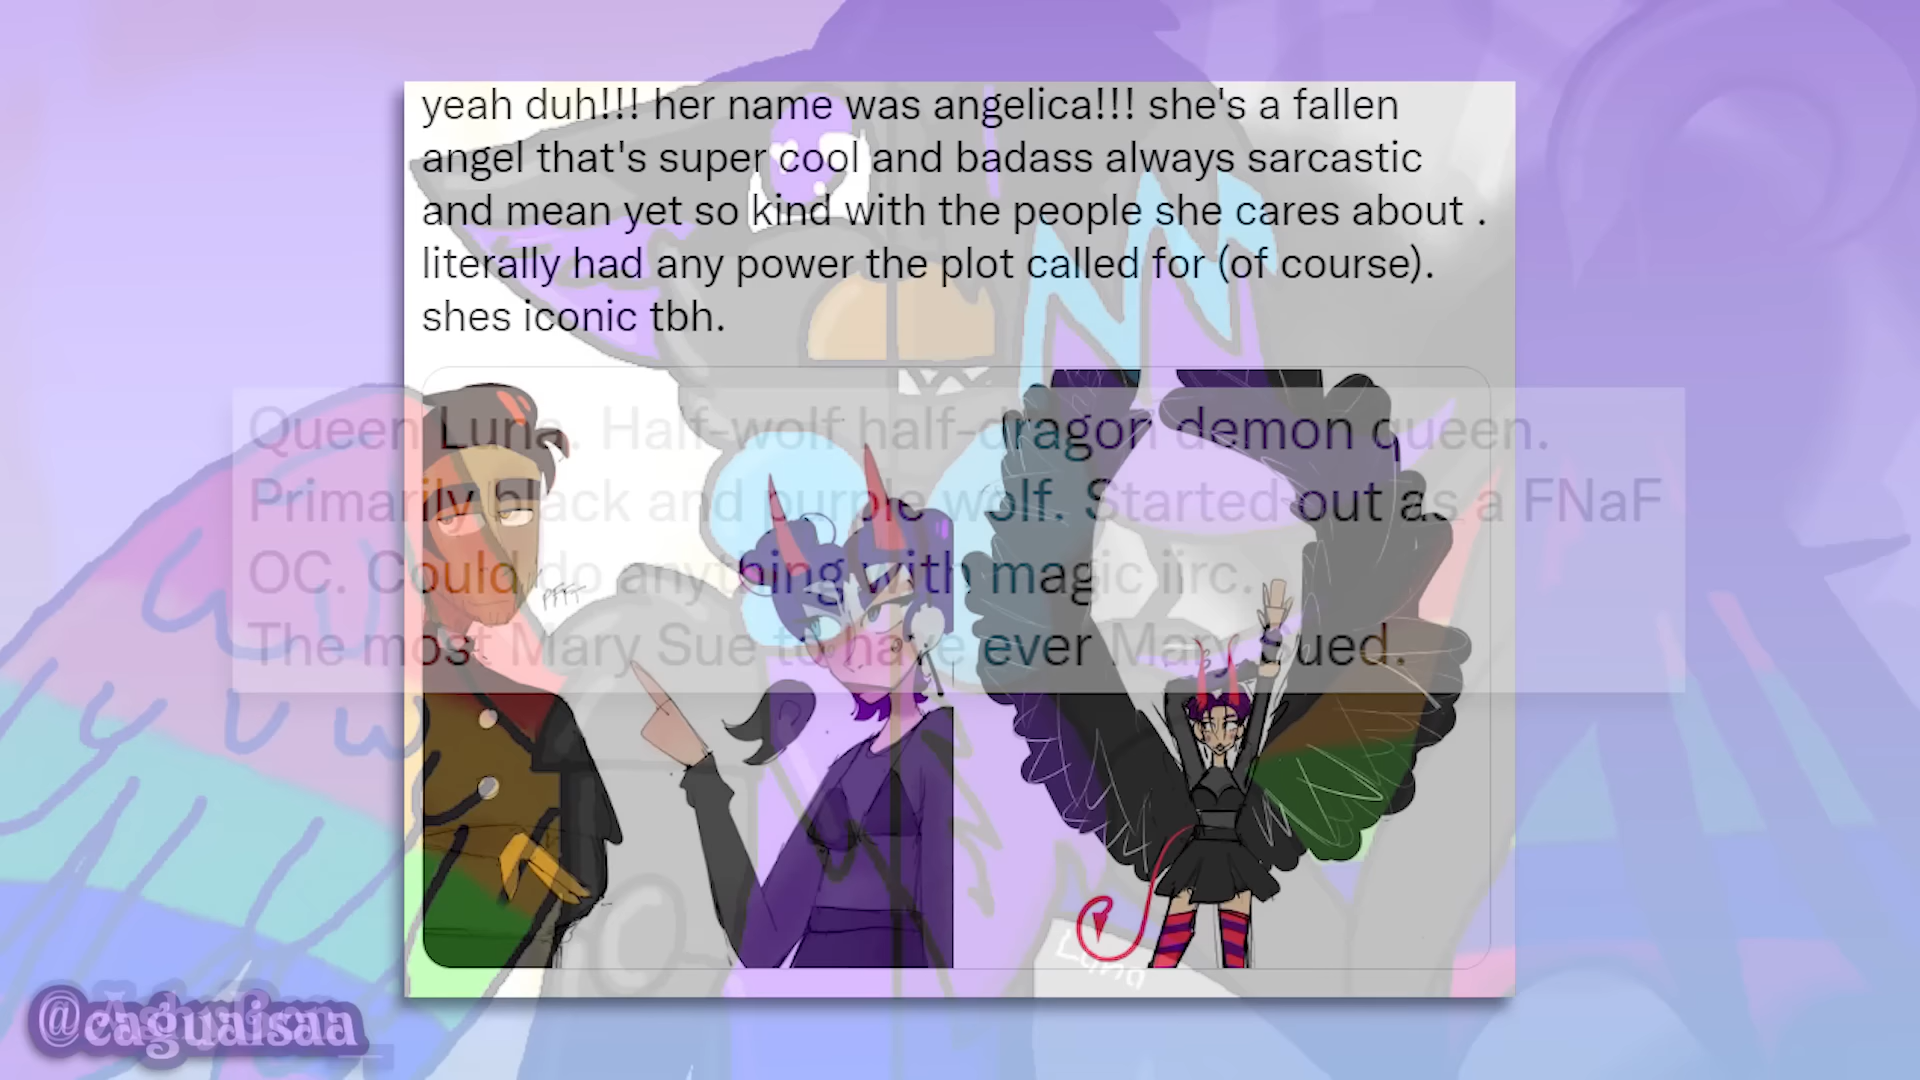 yeah duh!!! her name was angelica!!! she's a fallen
angel that's super cool and badass always sarcastic
and mean yet so kind with the people she cares about .
literally had any power the plot called for (of course).
shes iconic tbh.
Queen Luna. Half-wolf half-dragon demon queen.
Primarily black and purple wolf. Started out as a FNaF
OC. Could do anything with magic iirc.
The most Mary Sue to have ever Mary Sued.
PFFT
Luna
@caguaisaa